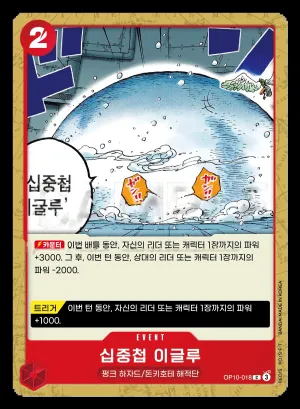 2
십중첩
이글루'
카운터 이번 배틀 동안, 자신의 리더 또는 캐릭터 1장까지의 파워
+3000. 그 후, 이번 턴 동안, 상대의 리더 또는 캐릭터 1장까지의
파워 -2000.
트리거 이번 턴 동안, 자신의 리더 또는 캐릭터 1장까지의 파워
+1000.
EVENT
십중첩 이글루
펑크 하자드/돈키호테 해적단
OP10-018 R 3